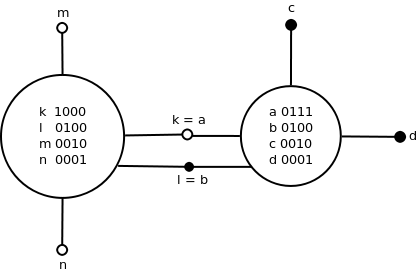 m
c
k 1000
l 0100
m 0010
n 0001
k = a
l = b
a 0111
b 0100
c 0010
d 0001
d
n